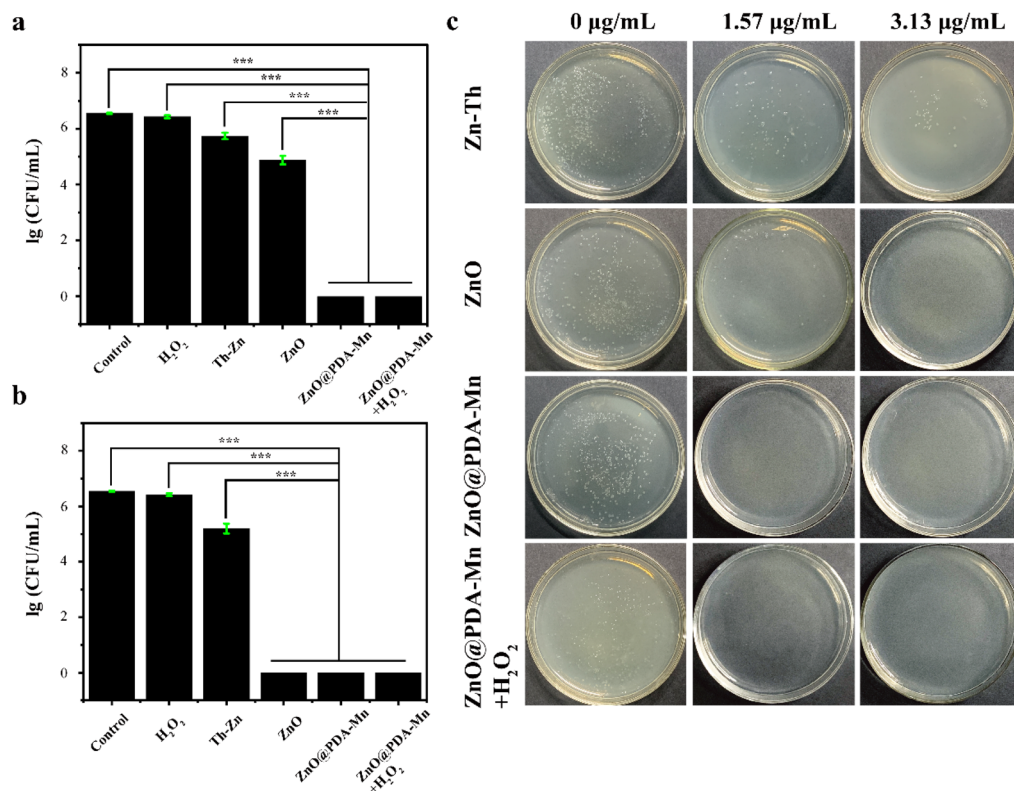 a
8
6
4
2
0
lg (CFU/mL)
***
***
***
***
Control
H₂O₂
Th-Zn
ZnO
ZnO@PDA-Mn
ZnO@PDA-Mn
+H₂O₂
b
8
6
4
2
0
lg (CFU/mL)
***
***
***
Control
H₂O₂
Th-Zn
ZnO
ZnO@PDA-Mn
ZnO@PDA-Mn
+H₂O₂
c
0 μg/mL
1.57 μg/mL
3.13 μg/mL
Zn-Th
ZnO
ZnO@PDA-Mn
ZnO@PDA-Mn
+H₂O₂